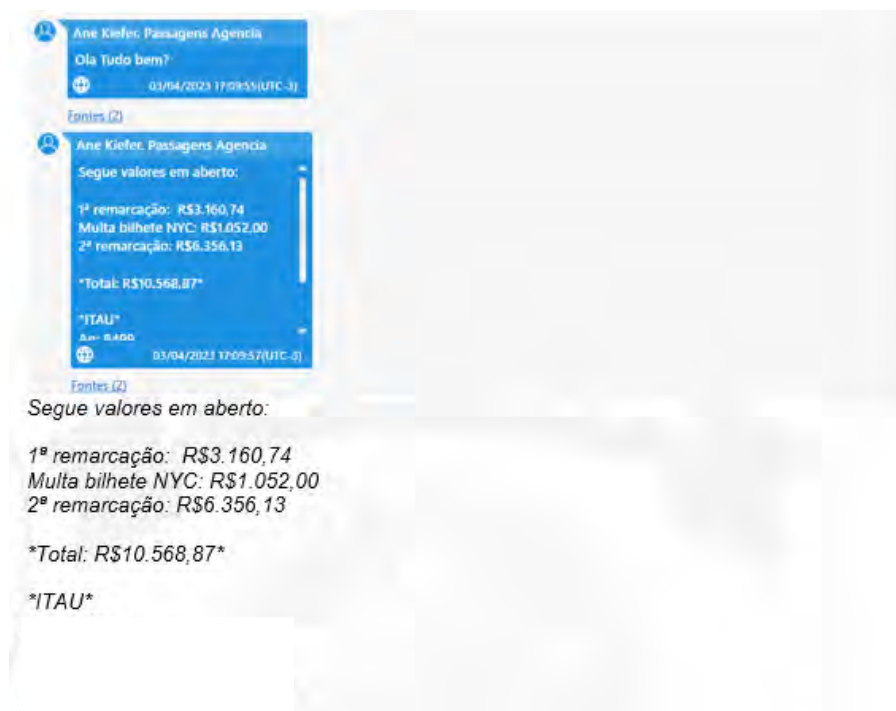 Ane Kiefer. Passagens Agencia
Ola Tudo bem?
03/04/2023 17:09:55(UTC-3)
Fontes (2)
Ane Kiefer. Passagens Agencia
Segue valores em aberto:
1ª remarcação: R$3.160,74
Multa bilhete NYC: R$1.052,00
2ª remarcação: R$6.356,13
*Total: R$10.568,87*
*ITAU*
03/04/2023 17:09:57(UTC-3)
Fontes (2)
Segue valores em aberto:
1ª remarcação: R$3.160,74
Multa bilhete NYC: R$1.052,00
2ª remarcação: R$6.356,13
*Total: R$10.568,87*
*ITAU*